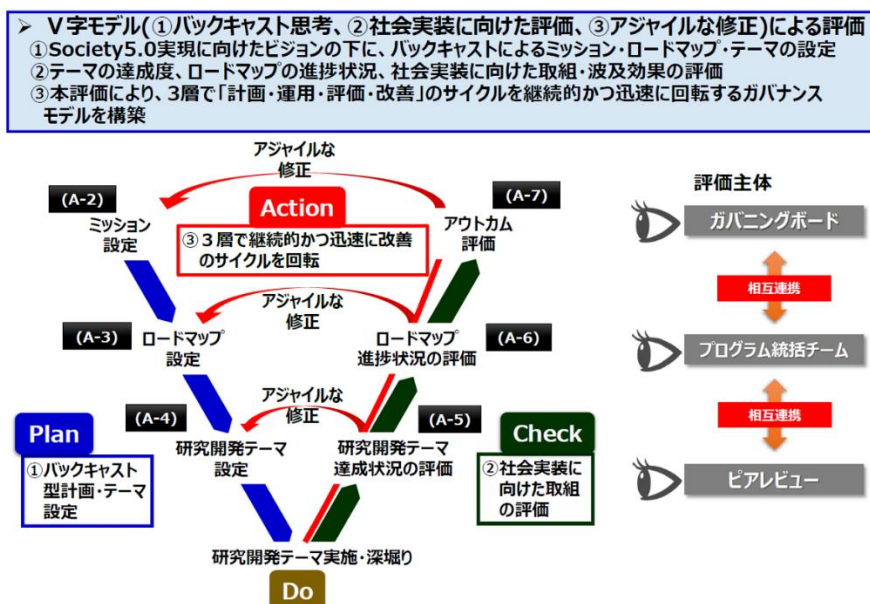 ➢ V字モデル(①バックキャスト思考、②社会実装に向けた評価、③アジャイルな修正)による評価
①Society5.0実現に向けたビジョンの下に、バックキャストによるミッション・ロードマップ・テーマの設定
②テーマの達成度、ロードマップの進捗状況、社会実装に向けた取組・波及効果の評価
③本評価により、3層で「計画・運用・評価・改善」のサイクルを継続的かつ迅速に回転するガバナンス
モデルを構築
アジャイルな
修正
(A-2)
ミッション
設定
Action
③３層で継続的かつ迅速に改善
のサイクルを回転
(A-7)
アウトカム
評価
アジャイルな
修正
(A-3)
ロードマップ
設定
ロードマップ
進捗状況の評価
(A-6)
アジャイルな
修正
(A-4)
研究開発テーマ
設定
(A-5)
研究開発テーマ
達成状況の評価
Plan
①バックキャスト
型計画・テーマ
設定
Check
②社会実装に
向けた取組
の評価
研究開発テーマ実施・深堀り
Do
評価主体
ガバニングボード
相互連携
プログラム統括チーム
相互連携
ピアレビュー